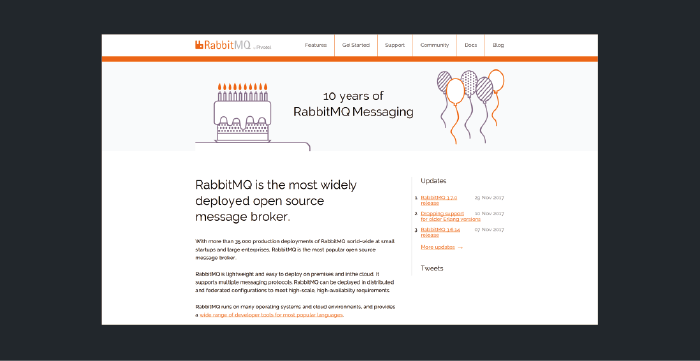 RabbitMQ by Pivotal
Features Get Started Support Community Docs Blog
10 years of
RabbitMQ Messaging
RabbitMQ is the most widely
deployed open source
message broker.
With more than 35,000 production deployments of RabbitMQ world-wide at small
startups and large enterprises, RabbitMQ is the most popular open source
message broker.
RabbitMQ is lightweight and easy to deploy on premises and in the cloud. It
supports multiple messaging protocols. RabbitMQ can be deployed in distributed
and federated configurations to meet high-scale, high-availability requirements.
RabbitMQ runs on many operating systems and cloud environments, and provides
a wide range of developer tools for most popular languages.
Updates
1 RabbitMQ 3.7.0 29 Nov 2017
release
2 Dropping support 10 Nov 2017
for older Erlang versions
3 RabbitMQ 3.6.14 07 Nov 2017
release
More updates →
Tweets